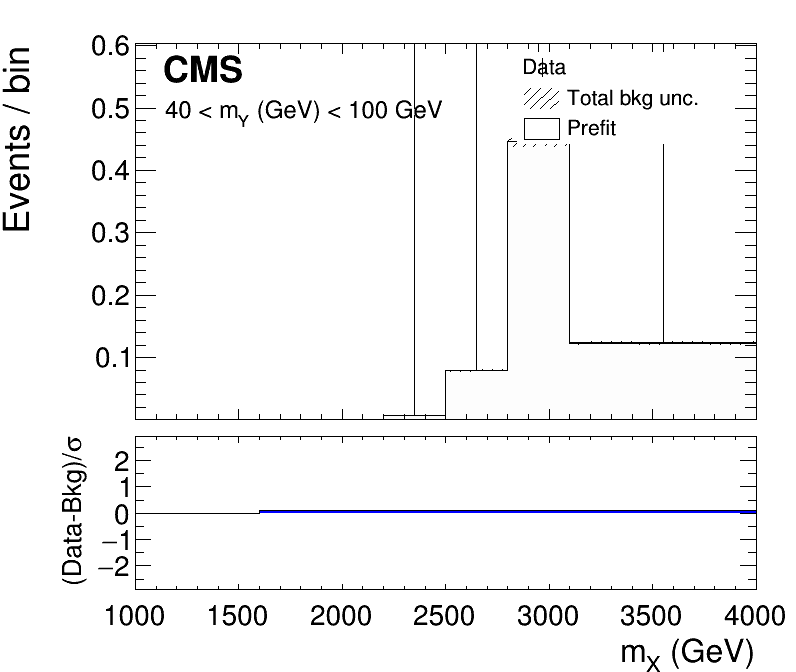 Events / bin
0.6
0.5
0.4
0.3
0.2
0.1
CMS
40 < m_Y (GeV) < 100 GeV
Data
Total bkg unc.
Prefit
(Data-Bkg)/σ
2
1
0
−1
−2
1000 1500 2000 2500 3000 3500 4000
m_X (GeV)